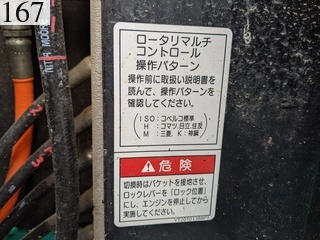 167
ロータリマルチ
コントロール
操作パターン
操作前に取扱い説明書を
読んで、操作パターンを
確認してください。
ISO：コベルコ標準
H：コマツ,日立,住友
M：三菱, K：神鋼
危険
切換時はバケットを接地させ、
ロックレバーを「ロック位置」
にし、エンジンを停止してから
実施してください。